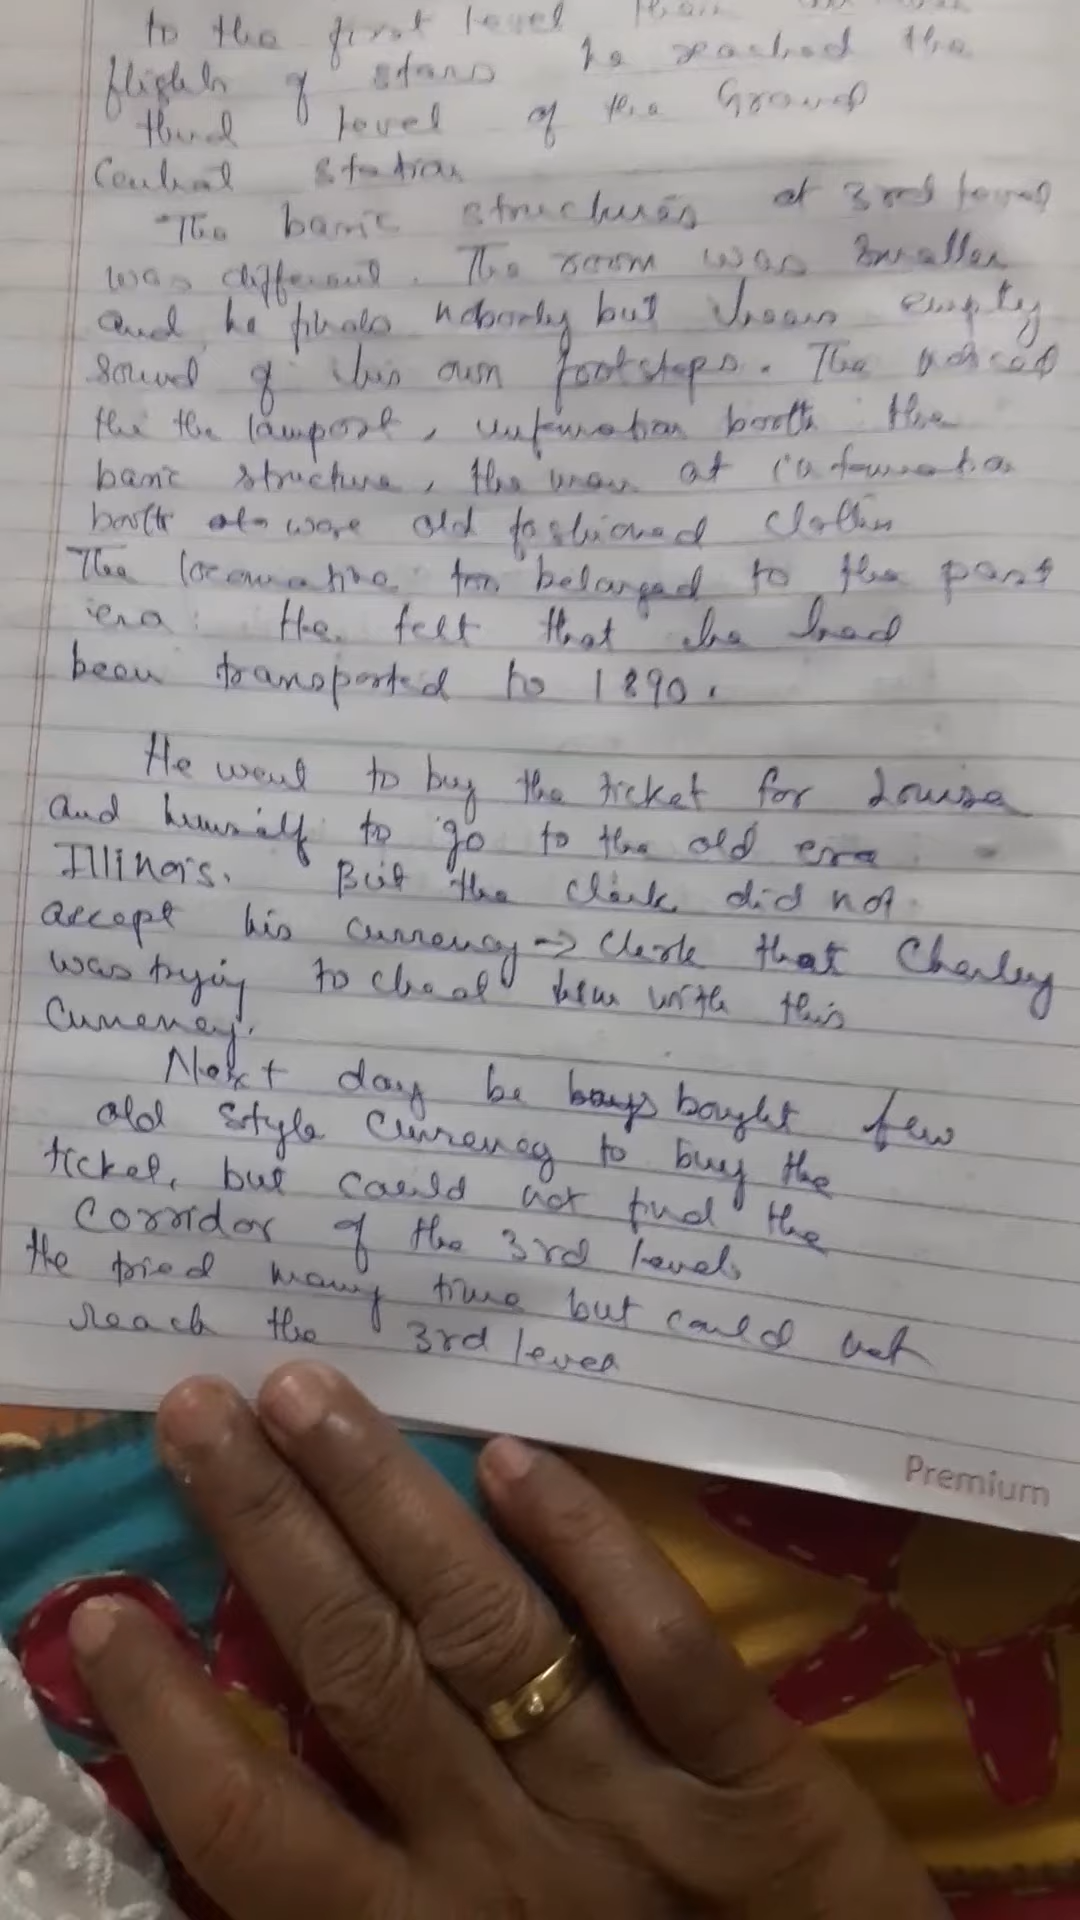 to the first level than
flight of stars he reached the
third level of the Grand
Central station
The basic structures at 3rd level
was different. The room was smaller
and he finds nobody but hears empty
sound of his own footsteps. The noticed
the the lampost, information booth the
basic structure, the man at information
booth wore old fashioned clothin
The locomotive belonged to the past
era. He felt that he had
been transported to 1890.
He went to buy the ticket for Louisa
and himself to go to the old era
Illinois. But the clerk did not
accept his currency → Clerk that Charley
was trying to cheat him with this
Currency.
Next day he bought few
old style Currency to buy the
ticket, but could not find the
Corridor of the 3rd level
He tried many time but could not
reach the 3rd level
Premium